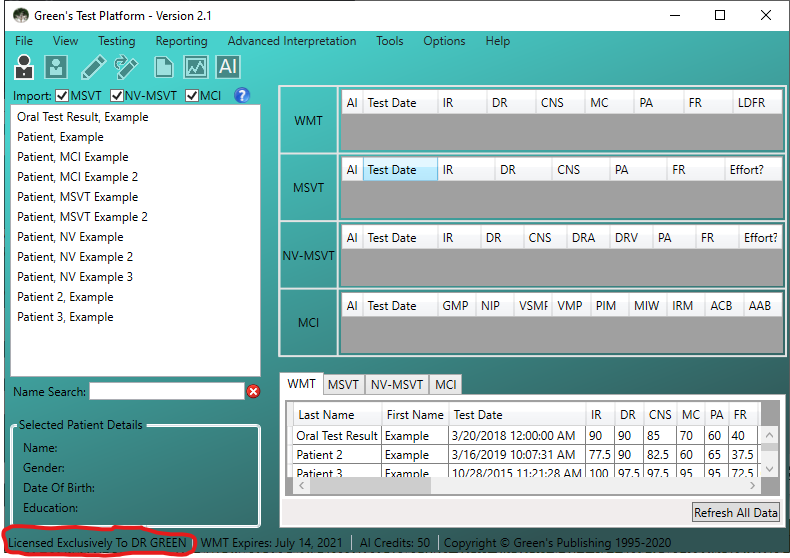 Green's Test Platform - Version 2.1
File View Testing Reporting Advanced Interpretation Tools Options Help
AI
Import: MSVT NV-MSVT MCI ?
Oral Test Result, Example
Patient, Example
Patient, MCI Example
Patient, MCI Example 2
Patient, MSVT Example
Patient, MSVT Example 2
Patient, NV Example
Patient, NV Example 2
Patient, NV Example 3
Patient 2, Example
Patient 3, Example
Name Search:
Selected Patient Details
Name:
Gender:
Date Of Birth:
Education:
WMT
AI Test Date IR DR CNS MC PA FR LDFR
MSVT
AI Test Date IR DR CNS PA FR Effort?
NV-MSVT
AI Test Date IR DR CNS DRA DRV PA FR Effort?
MCI
AI Test Date GMP NIP VSMF VMP PIM MIW IRM ACB AAB
WMT MSVT NV-MSVT MCI
Last Name First Name Test Date IR DR CNS MC PA FR
Oral Test Result Example 3/20/2018 12:00:00 AM 90 90 85 70 60 40
Patient 2 Example 3/16/2019 10:07:31 AM 77.5 90 82.5 60 65 37.5
Patient 3 Example 10/28/2015 11:21:28 AM 100 97.5 97.5 95 95 72.5
Refresh All Data
Licensed Exclusively To DR GREEN WMT Expires: July 14, 2021 AI Credits: 50 Copyright © Green's Publishing 1995-2020